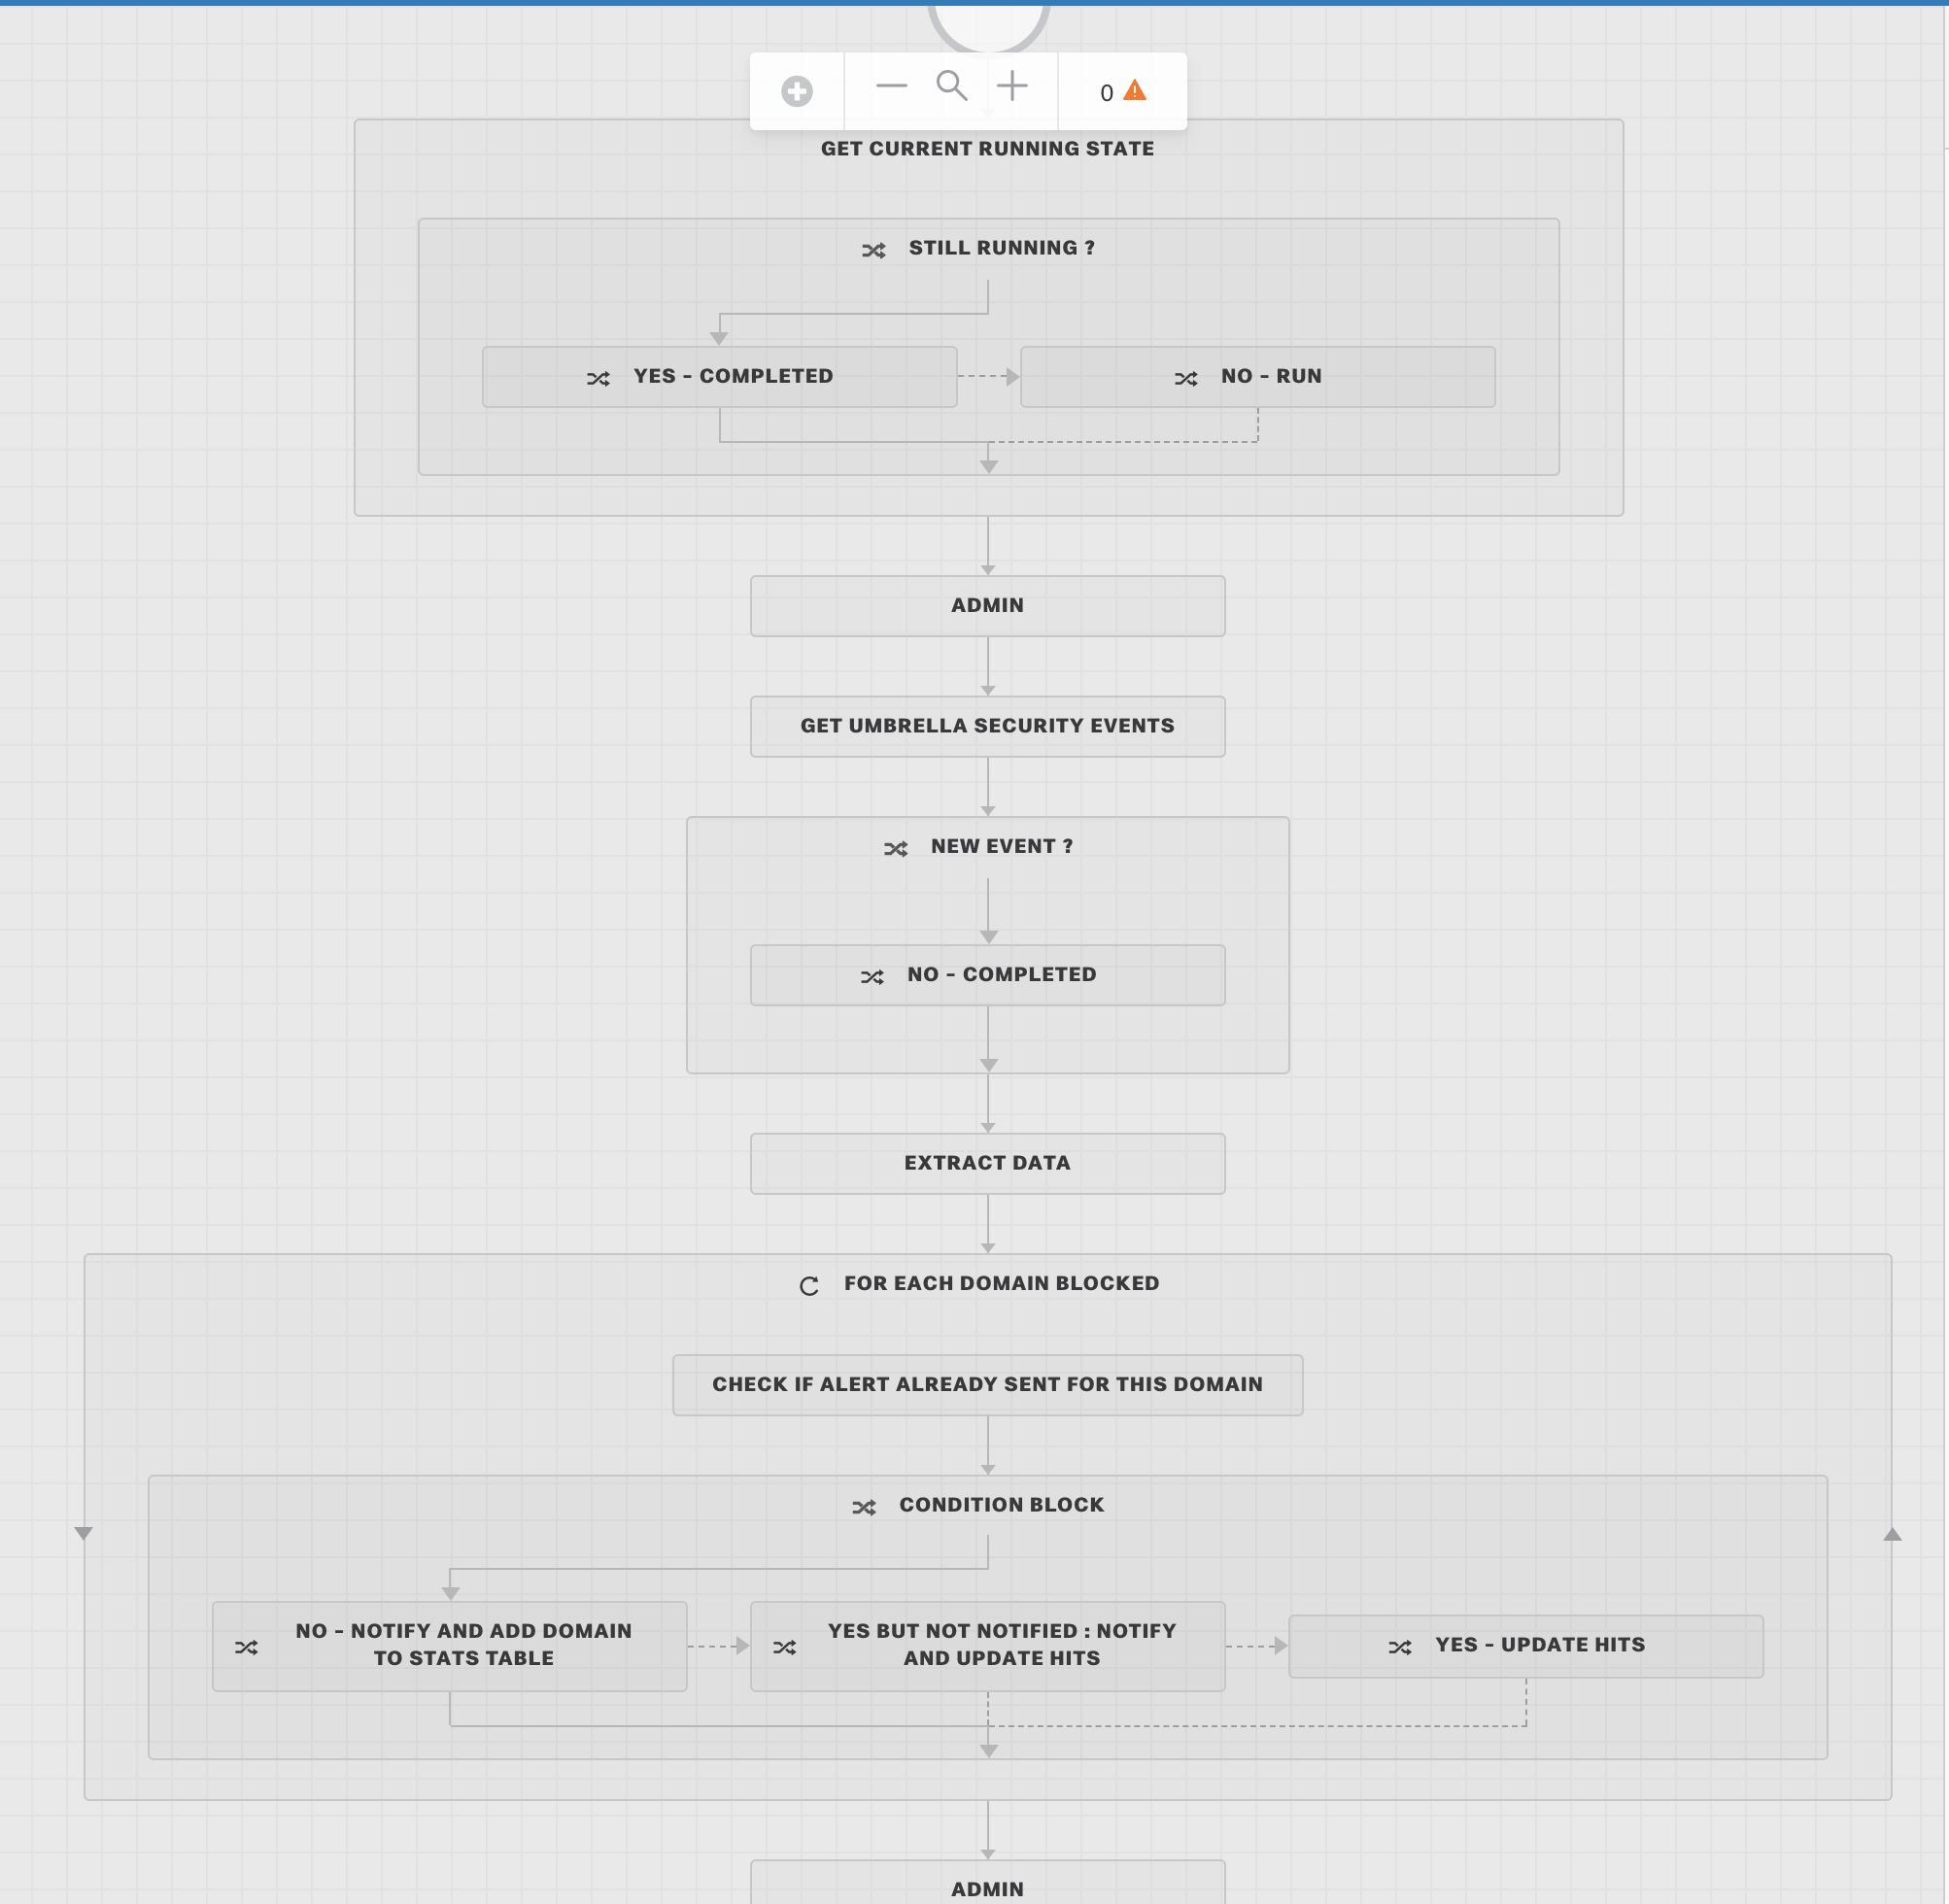 0
GET CURRENT RUNNING STATE
STILL RUNNING ?
YES - COMPLETED
NO - RUN
ADMIN
GET UMBRELLA SECURITY EVENTS
NEW EVENT ?
NO - COMPLETED
EXTRACT DATA
FOR EACH DOMAIN BLOCKED
CHECK IF ALERT ALREADY SENT FOR THIS DOMAIN
CONDITION BLOCK
NO - NOTIFY AND ADD DOMAIN
TO STATS TABLE
YES BUT NOT NOTIFIED : NOTIFY
AND UPDATE HITS
YES - UPDATE HITS
ADMIN